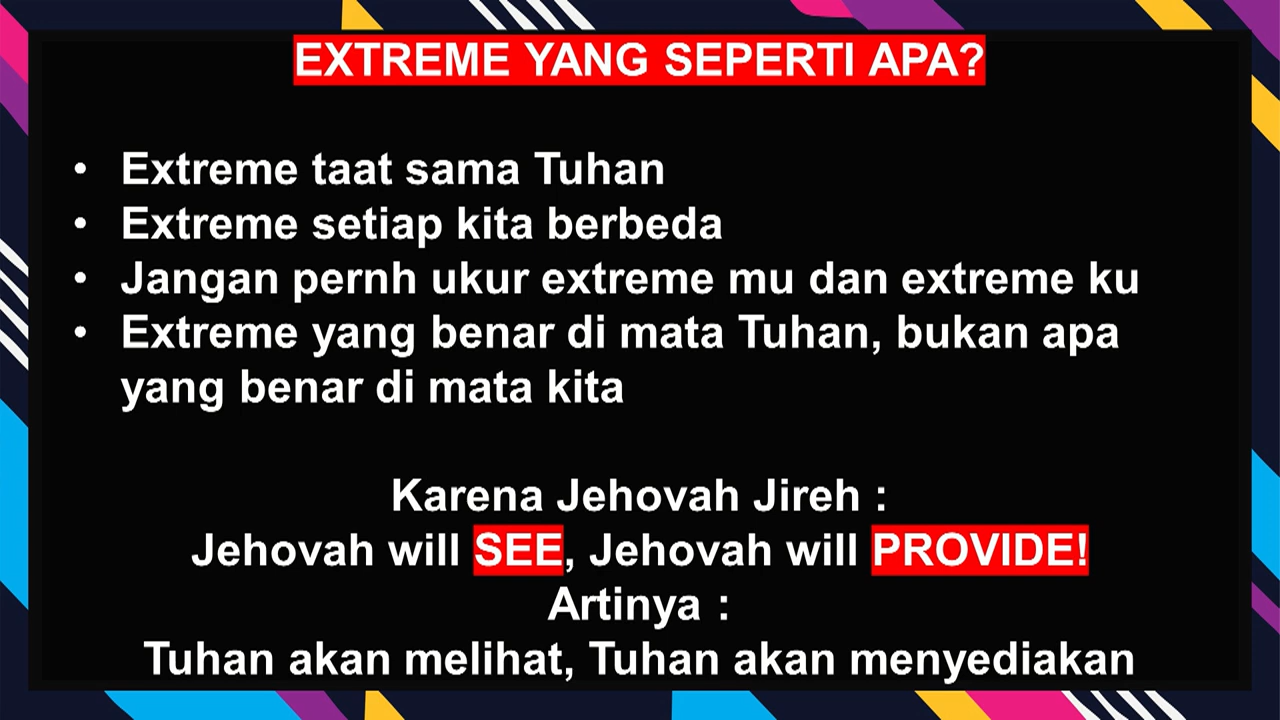 EXTREME YANG SEPERTI APA?
• Extreme taat sama Tuhan
• Extreme setiap kita berbeda
• Jangan pernh ukur extreme mu dan extreme ku
• Extreme yang benar di mata Tuhan, bukan apa
yang benar di mata kita
Karena Jehovah Jireh :
Jehovah will SEE, Jehovah will PROVIDE!
Artinya :
Tuhan akan melihat, Tuhan akan menyediakan